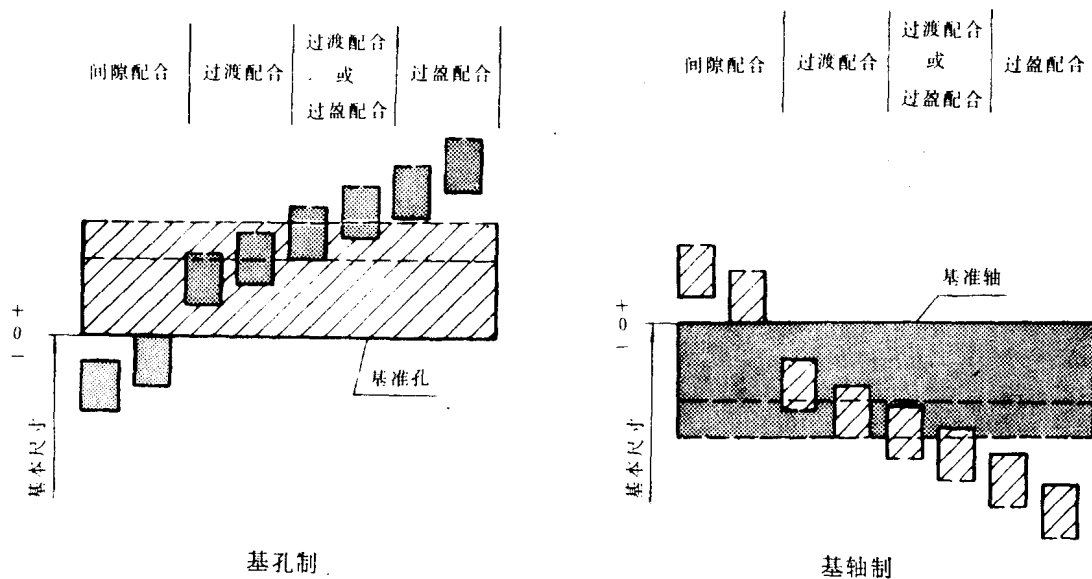 间隙配合
过渡配合
过渡配合
或
过盈配合
过盈配合
+
0
-
基本尺寸
基准孔
基孔制
间隙配合
过渡配合
过渡配合
或
过盈配合
过盈配合
+
0
-
基本尺寸
基准轴
基轴制